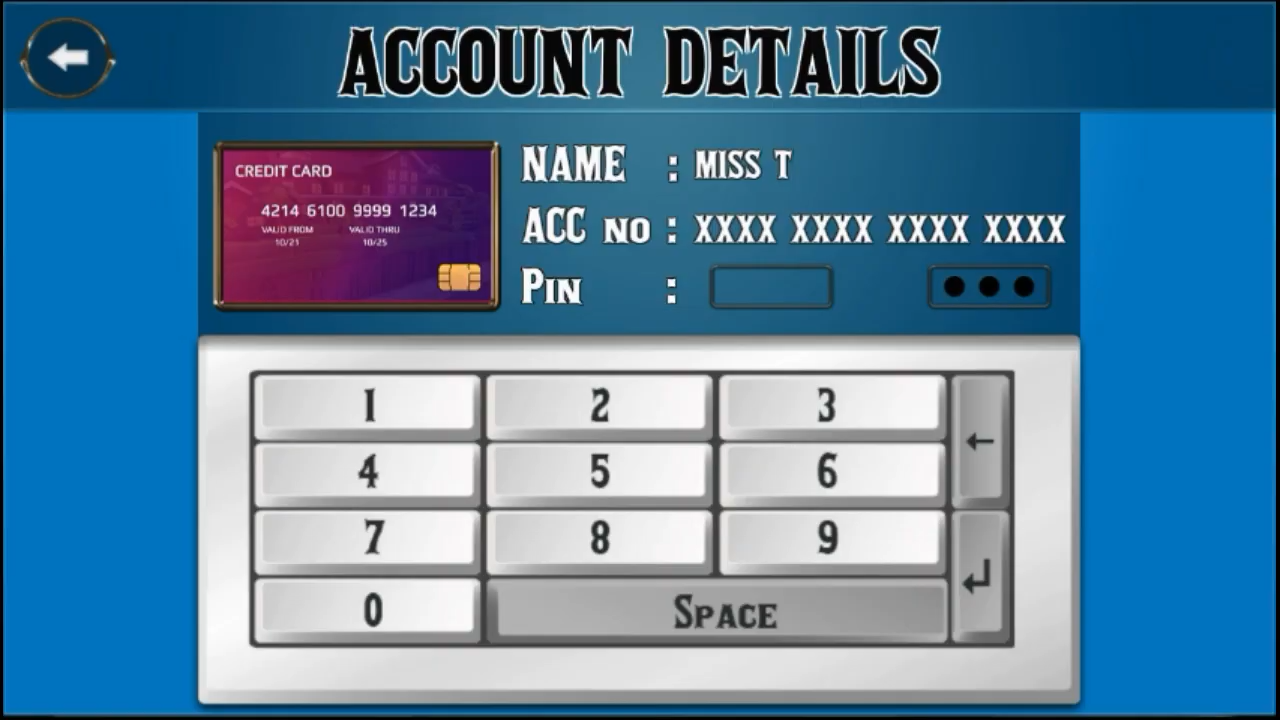 ACCOUNT DETAILS
CREDIT CARD
4214 6100 9999 1234
VALID FROM VALID THRU
10/21 10/25
NAME : MISS T
ACC NO : XXXX XXXX XXXX XXXX
PIN :
1 2 3
4 5 6
7 8 9
0 SPACE